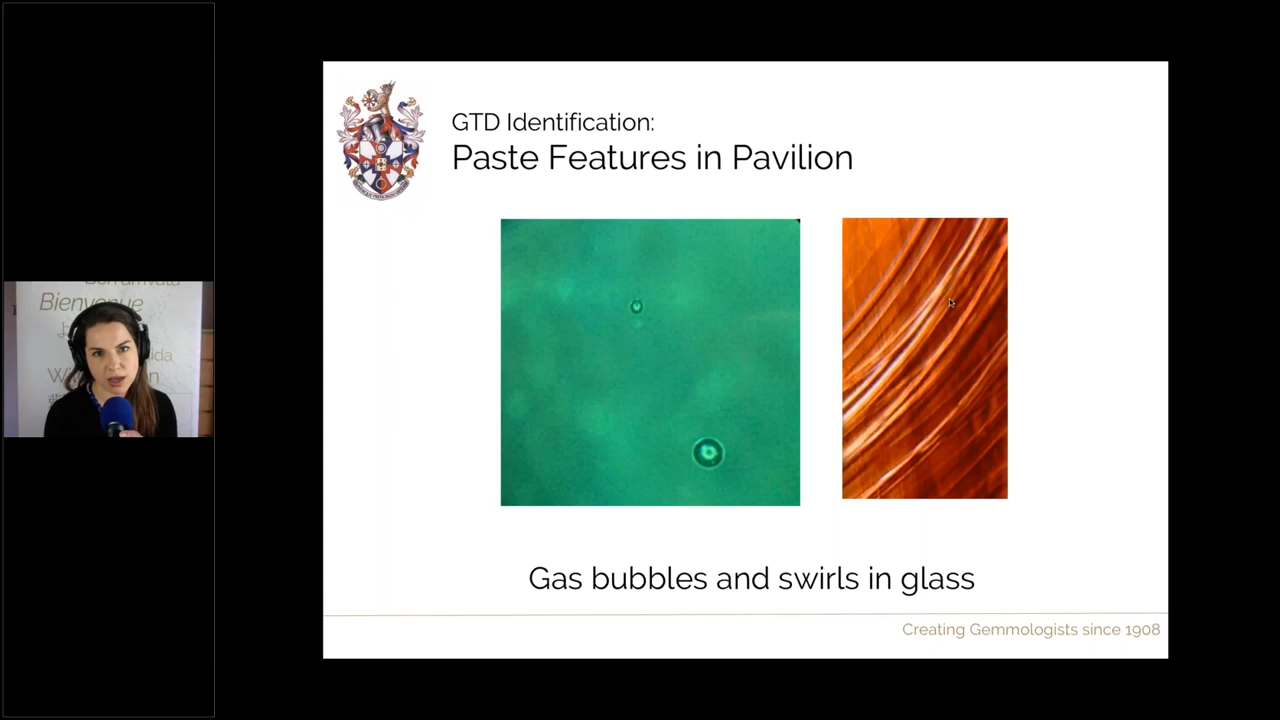 GTD Identification:
Paste Features in Pavilion
Gas bubbles and swirls in glass
Creating Gemmologists since 1908
Bienvenue